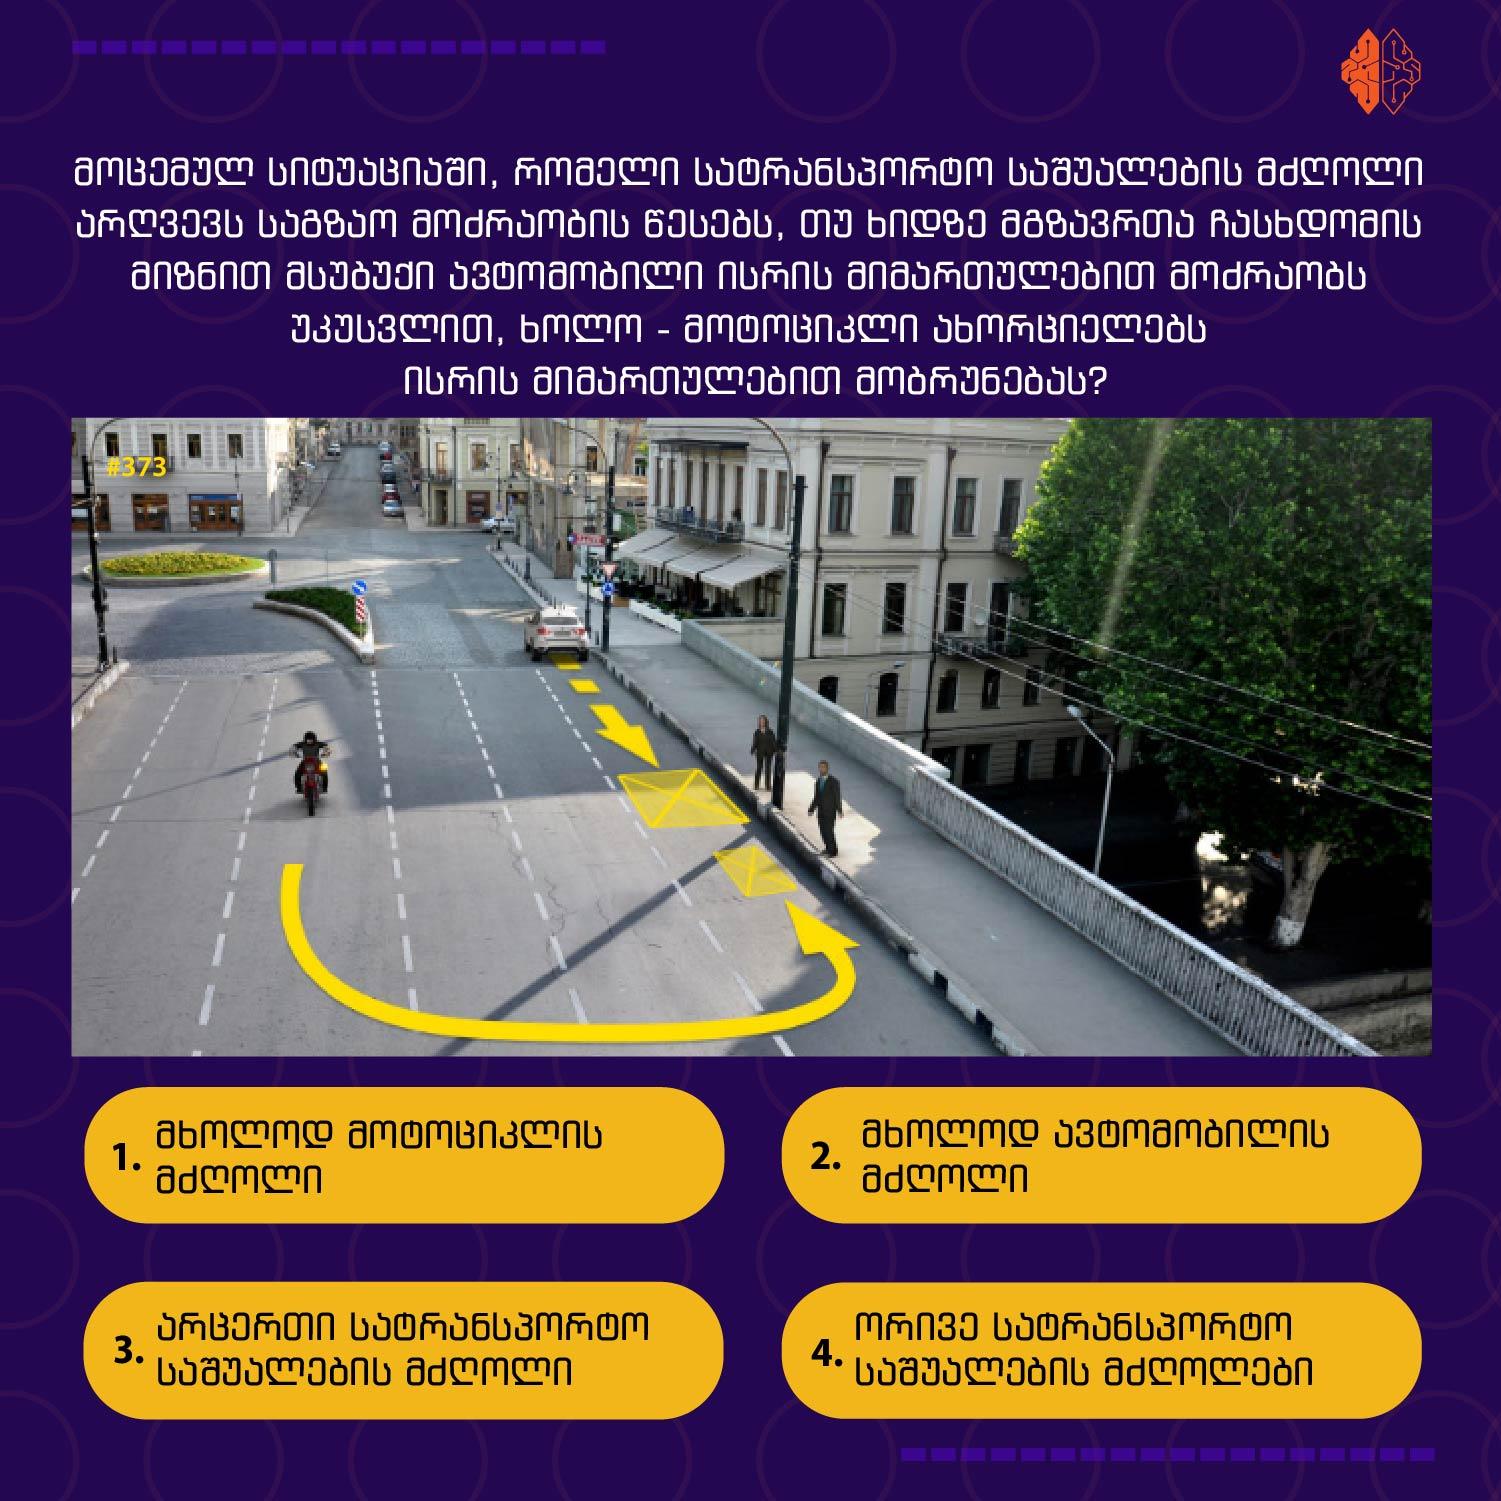 მოცემულ სიტუაციაში, რომელი სატრანსპორტო საშუალების მძღოლი
არღვევს საგზაო მოძრაობის წესებს, თუ ხიდზე მგზავრთა ჩასხდომის
მიზნით მსუბუქი ავტომობილი ისრის მიმართულებით მოძრაობს
უკუსვლით, ხოლო - მოტოციკლი ახორციელებს
ისრის მიმართულებით მობრუნებას?
#373
1. მხოლოდ მოტოციკლის
მძღოლი
2. მხოლოდ ავტომობილის
მძღოლი
3. არცერთი სატრანსპორტო
საშუალების მძღოლი
4. ორივე სატრანსპორტო
საშუალების მძღოლები